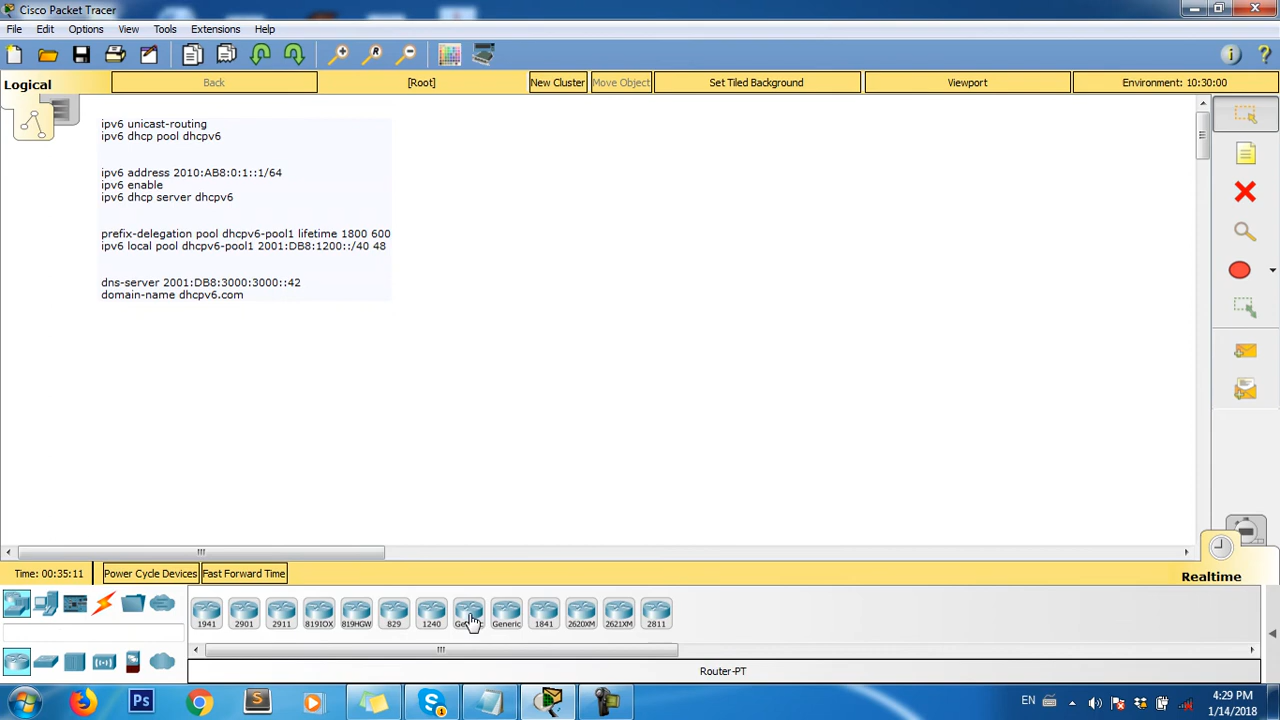 Cisco Packet Tracer
File Edit Options View Tools Extensions Help
Logical
Back
[Root]
New Cluster
Move Object
Set Tiled Background
Viewport
Environment: 10:30:00
ipv6 unicast-routing
ipv6 dhcp pool dhcpv6
ipv6 address 2010:AB8:0:1::1/64
ipv6 enable
ipv6 dhcp server dhcpv6
prefix-delegation pool dhcpv6-pool1 lifetime 1800 600
ipv6 local pool dhcpv6-pool1 2001:DB8:1200::/40 48
dns-server 2001:DB8:3000:3000::42
domain-name dhcpv6.com
Time: 00:35:11
Power Cycle Devices
Fast Forward Time
Realtime
1941 2901 2911 819IOX 819HGW 829 1240 Generic 1841 2620XM 2621XM 2811
Router-PT
EN
4:29 PM
1/14/2018